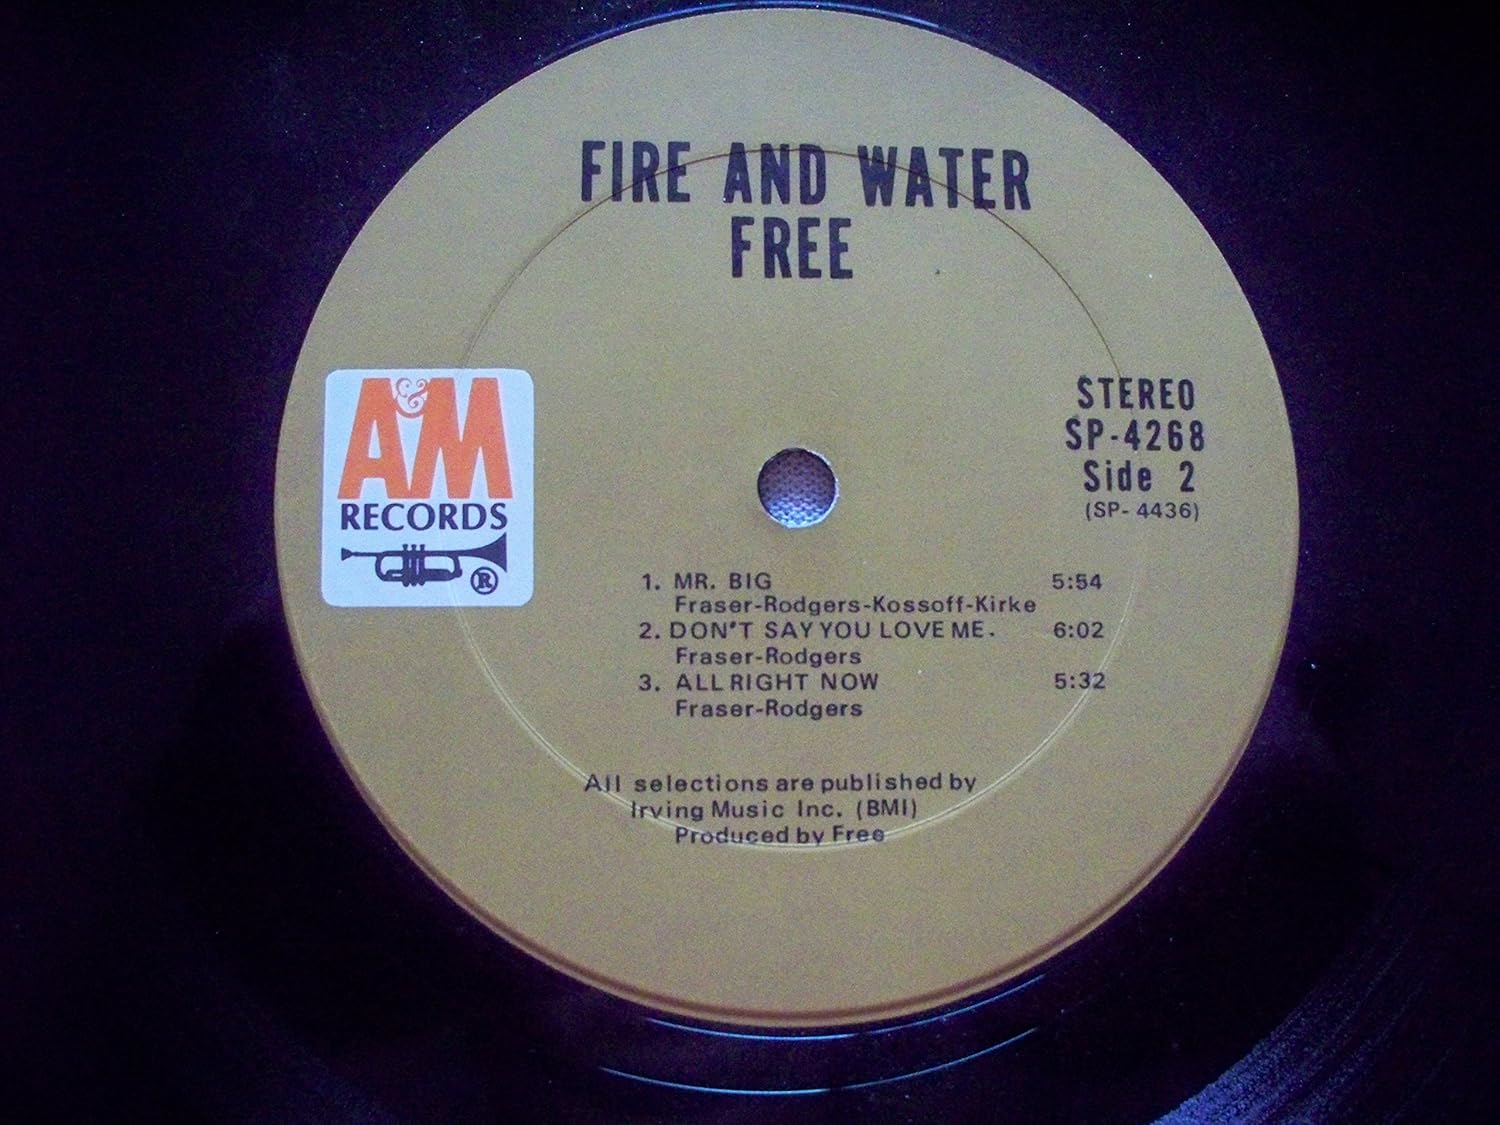 FIRE AND WATER
FREE
A&M
RECORDS
®
STEREO
SP-4268
Side 2
(SP- 4436)
1. MR. BIG 5:54
Fraser-Rodgers-Kossoff-Kirke
2. DON'T SAY YOU LOVE ME. 6:02
Fraser-Rodgers
3. ALL RIGHT NOW 5:32
Fraser-Rodgers
All selections are published by
Irving Music Inc. (BMI)
Produced by Free